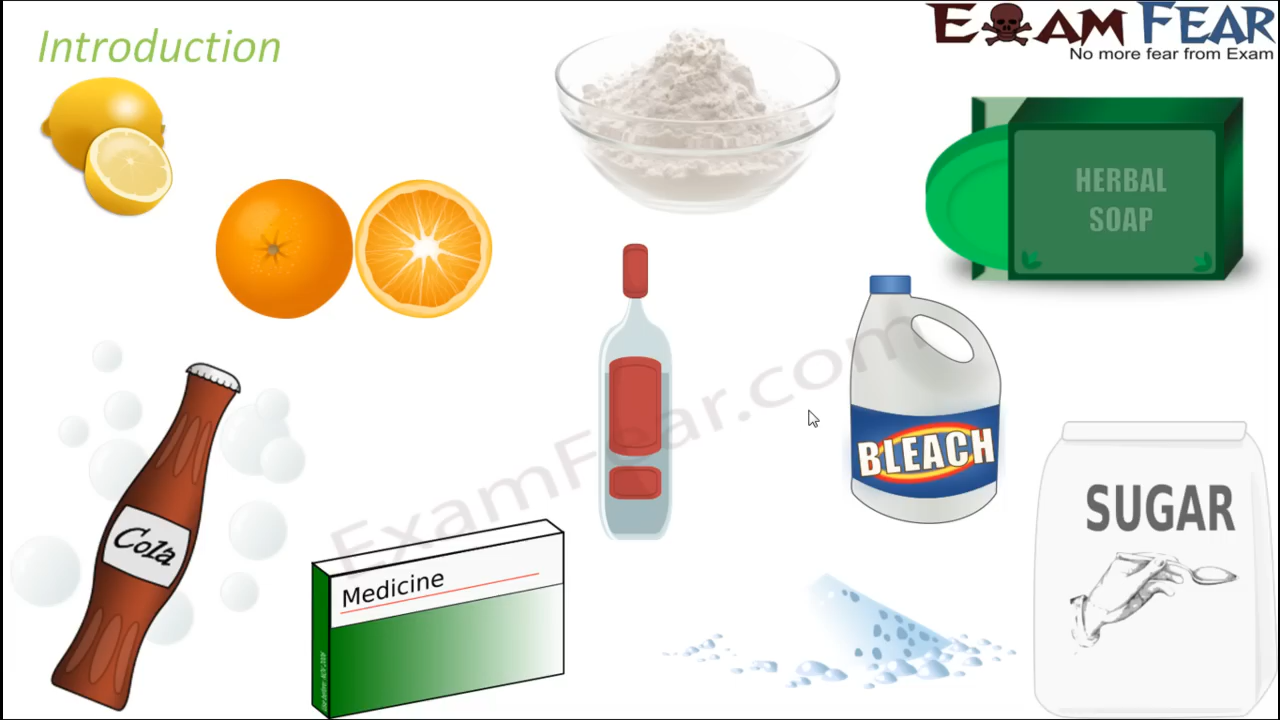 Introduction
EXAM FEAR
No more fear from Exam
HERBAL
SOAP
ExamFear.com
BLEACH
Cola
SUGAR
Medicine